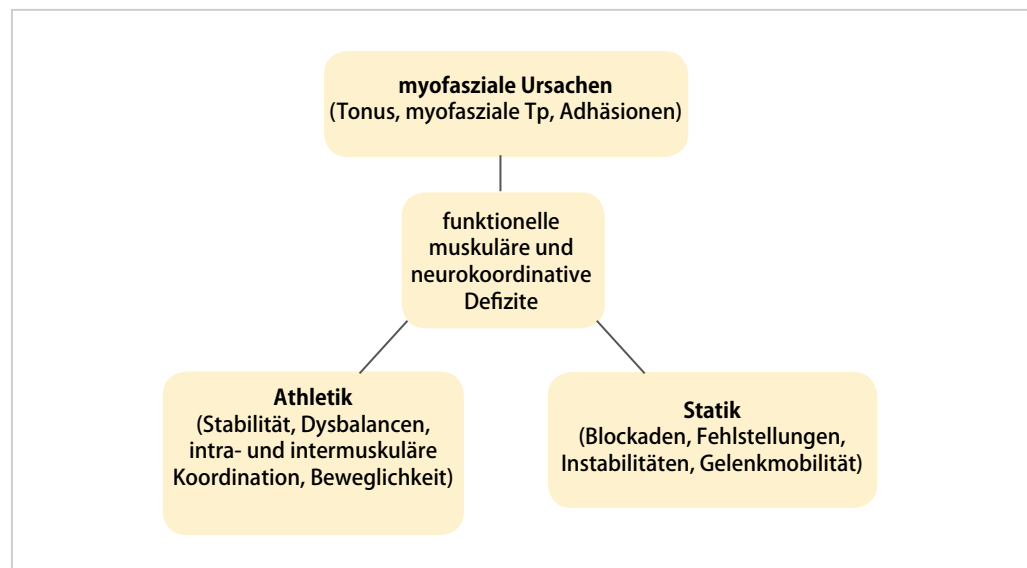 myofasziale Ursachen
(Tonus, myofasziale Tp, Adhäsionen)
funktionelle
muskuläre und
neurokoordinative
Defizite
Athletik
(Stabilität, Dysbalancen,
intra- und intermuskuläre
Koordination, Beweglichkeit)
Statik
(Blockaden, Fehlstellungen,
Instabilitäten, Gelenkmobilität)